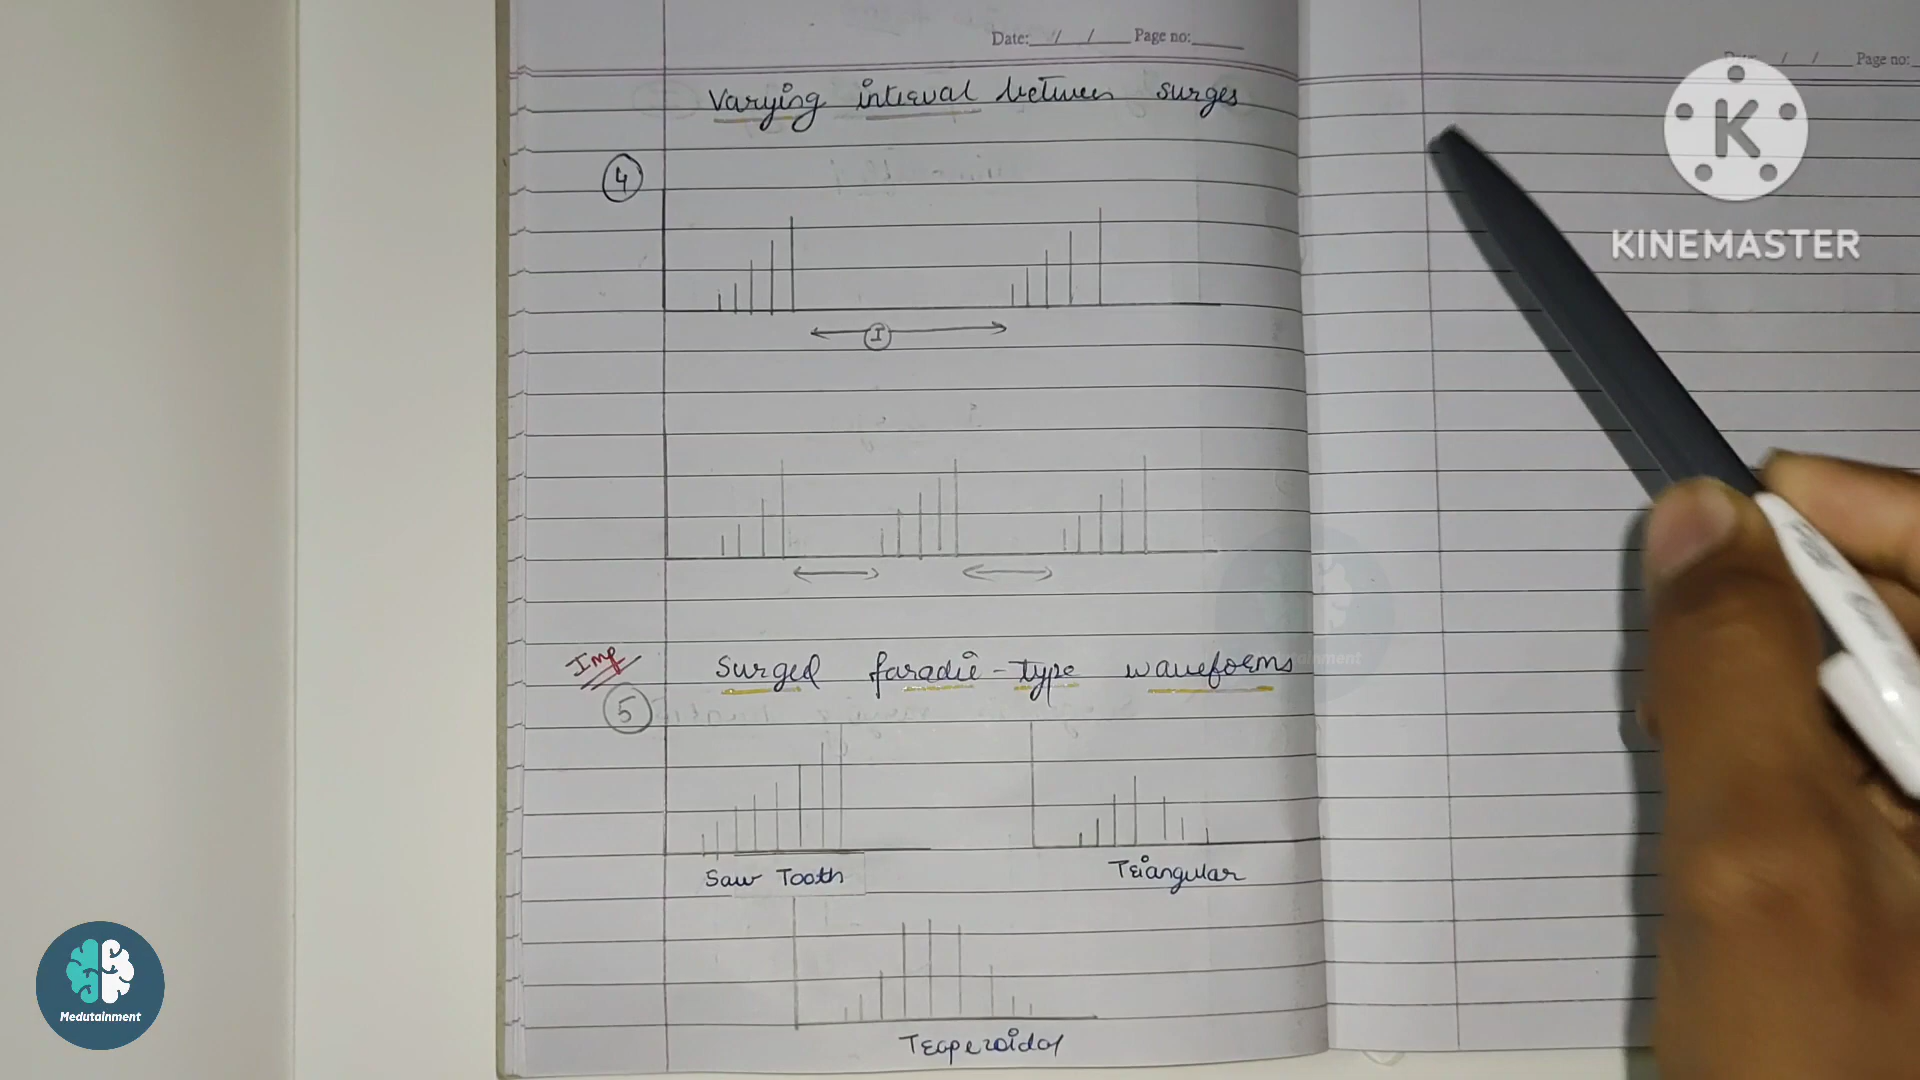 Date: / / Page no:
Page no:
KINEMASTER
Varying interval between surges
4
I
Imp
Surged faradic-type waveforms
5
Saw Tooth
Triangular
Medutainment
Trapezoidal